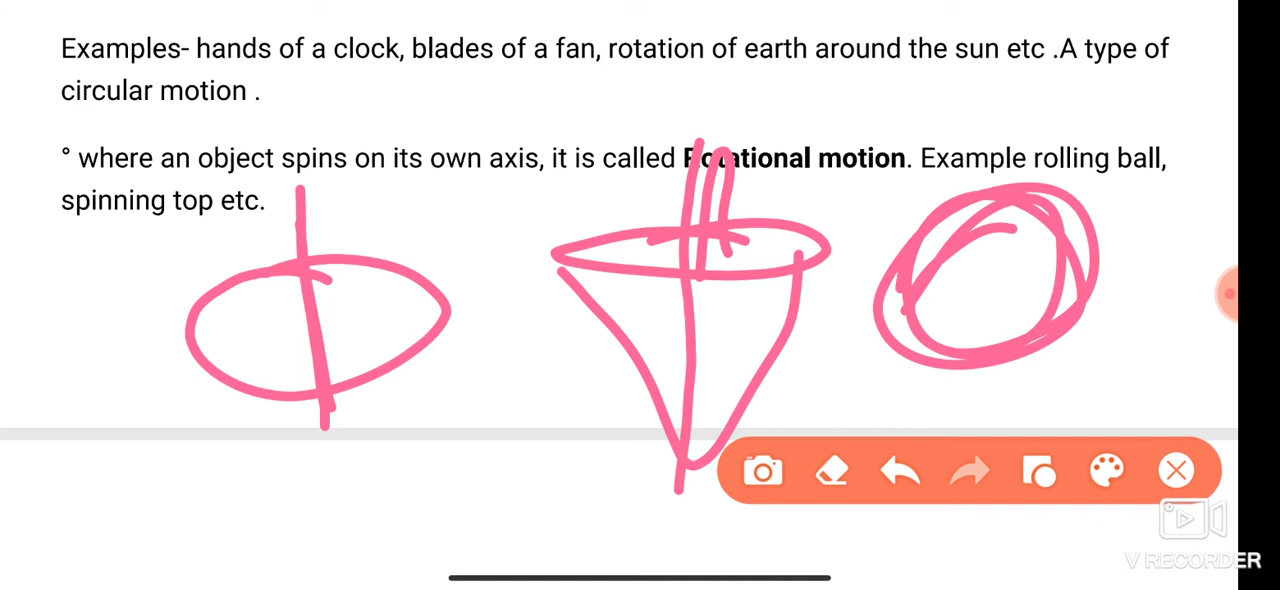 Examples- hands of a clock, blades of a fan, rotation of earth around the sun etc .A type of
circular motion .
° where an object spins on its own axis, it is called Rotational motion. Example rolling ball,
spinning top etc.
V RECORDER